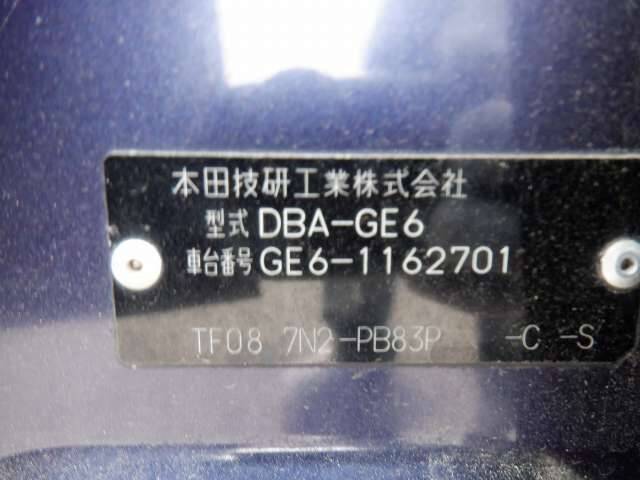 本田技研工業株式会社
型式 DBA-GE6
車台番号 GE6-1162701
TF08 7N2-PB83P -C -S